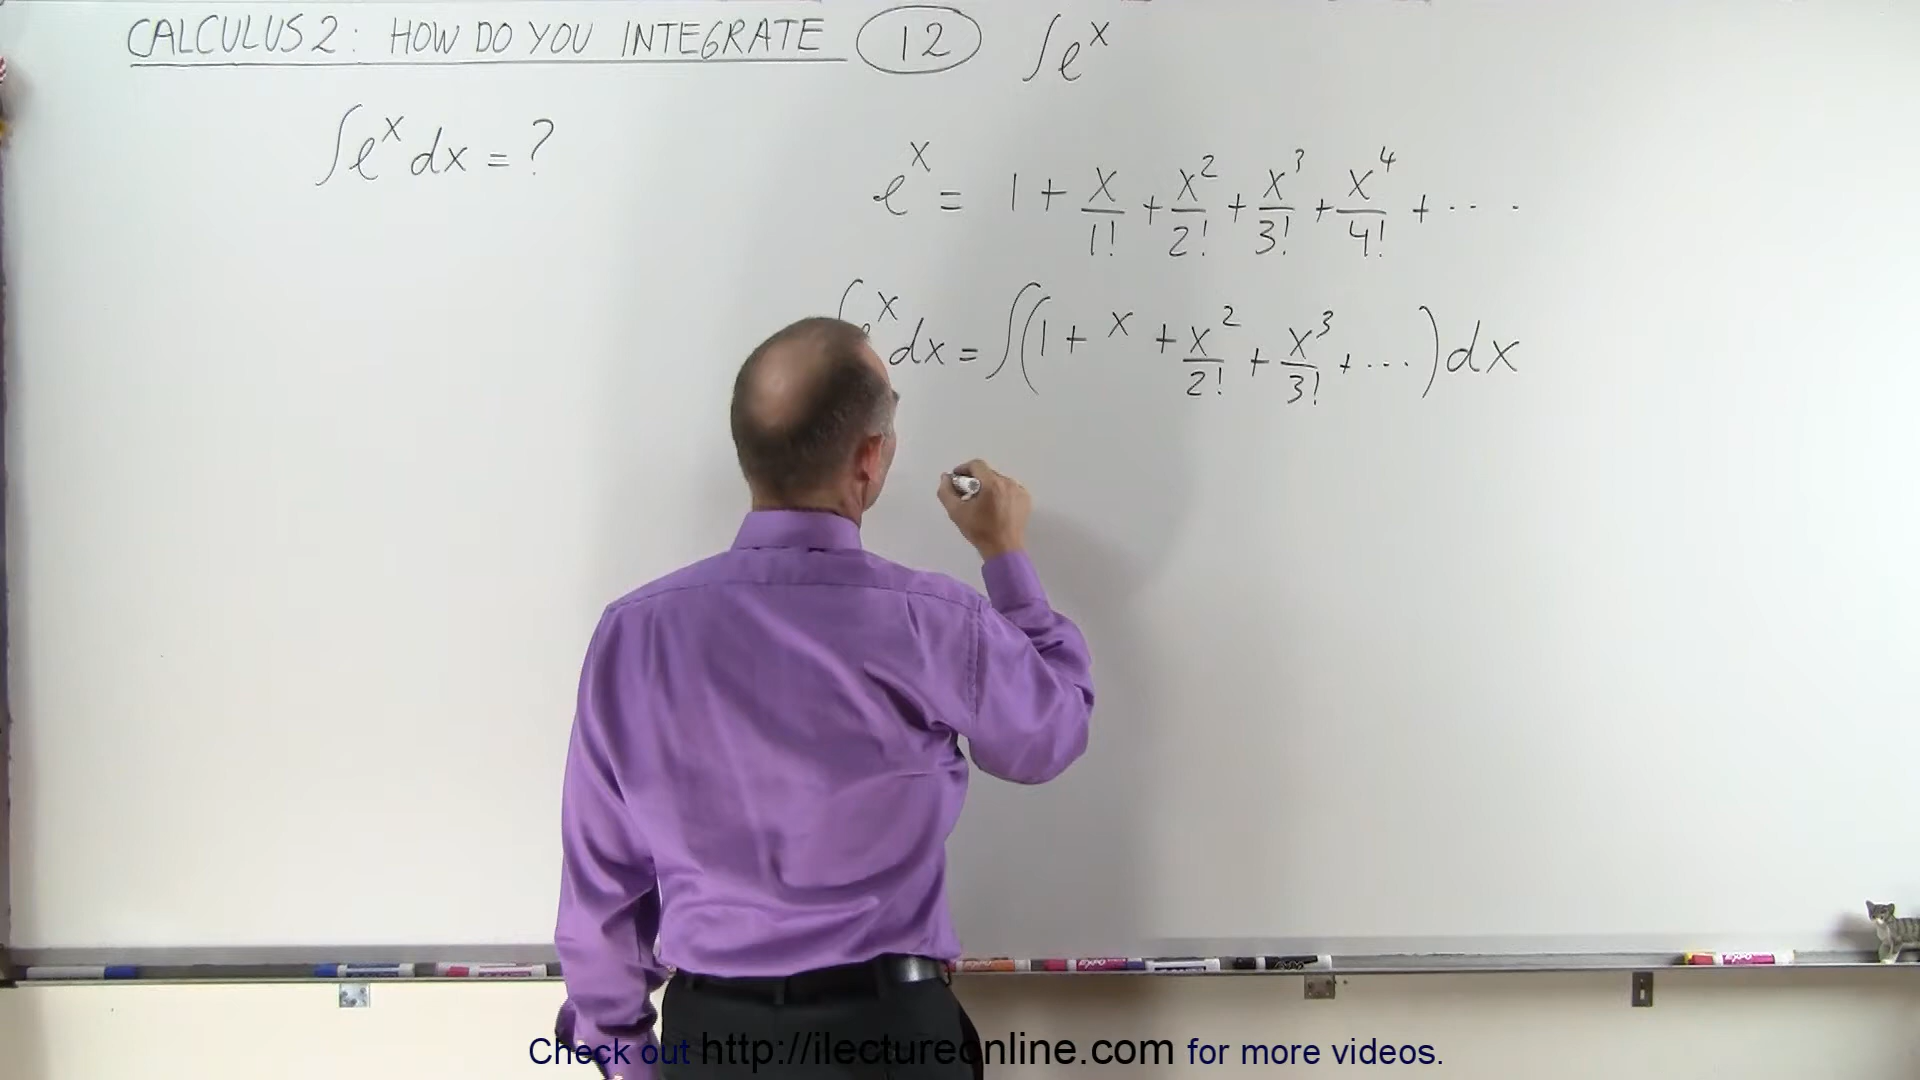 CALCULUS 2: HOW DO YOU INTEGRATE 12 ∫e^x
∫e^x dx = ?
e^x = 1 + x/1! + x^2/2! + x^3/3! + x^4/4! + ....
∫e^x dx = ∫(1 + x + x^2/2! + x^3/3! + ....) dx
EXPO
Check out http://ilectureonline.com for more videos.